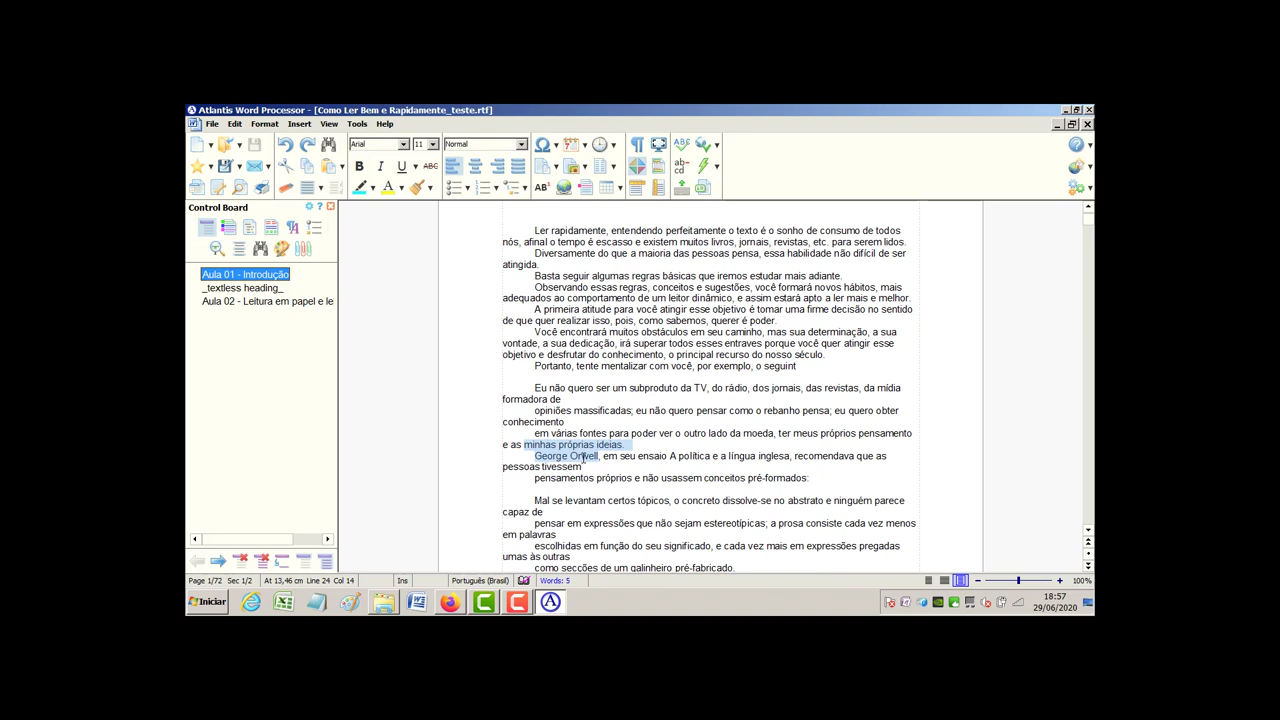 Atlantis Word Processor - [Como Ler Bem e Rapidamente_teste.rtf]
File Edit Format Insert View Tools Help
Arial 11 Normal
Control Board
Aula 01 - Introdução
_textless heading_
Aula 02 - Leitura em papel e le
Ler rapidamente, entendendo perfeitamente o texto é o sonho de consumo de todos
nós, afinal o tempo é escasso e existem muitos livros, jornais, revistas, etc. para serem lidos.
Diversamente do que a maioria das pessoas pensa, essa habilidade não difícil de ser
atingida.
Basta seguir algumas regras básicas que iremos estudar mais adiante.
Observando essas regras, conceitos e sugestões, você formará novos hábitos, mais
adequados ao comportamento de um leitor dinâmico, e assim estará apto a ler mais e melhor.
A primeira atitude para você atingir esse objetivo é tomar uma firme decisão no sentido
de que quer realizar isso, pois, como sabemos, querer é poder.
Você encontrará muitos obstáculos em seu caminho, mas sua determinação, a sua
vontade, a sua dedicação, irá superar todos esses entraves porque você quer atingir esse
objetivo e desfrutar do conhecimento, o principal recurso do nosso século.
Portanto, tente mentalizar com você, por exemplo, o seguint
Eu não quero ser um subproduto da TV, do rádio, dos jornais, das revistas, da mídia
formadora de
opiniões massificadas; eu não quero pensar como o rebanho pensa; eu quero obter
conhecimento
em várias fontes para poder ver o outro lado da moeda, ter meus próprios pensamento
e as minhas próprias ideias.
George Orwell, em seu ensaio A política e a língua inglesa, recomendava que as
pessoas tivessem
pensamentos próprios e não usassem conceitos pré-formados:
Mal se levantam certos tópicos, o concreto dissolve-se no abstrato e ninguém parece
capaz de
pensar em expressões que não sejam estereotípicas; a prosa consiste cada vez menos
em palavras
escolhidas em função do seu significado, e cada vez mais em expressões pregadas
umas às outras
como secções de um galinheiro pré-fabricado.
Page 1/72 Sec 1/2 At 13,46 cm Line 24 Col 14 Ins Português (Brasil) Words: 5 100%
Iniciar
18:57
29/06/2020